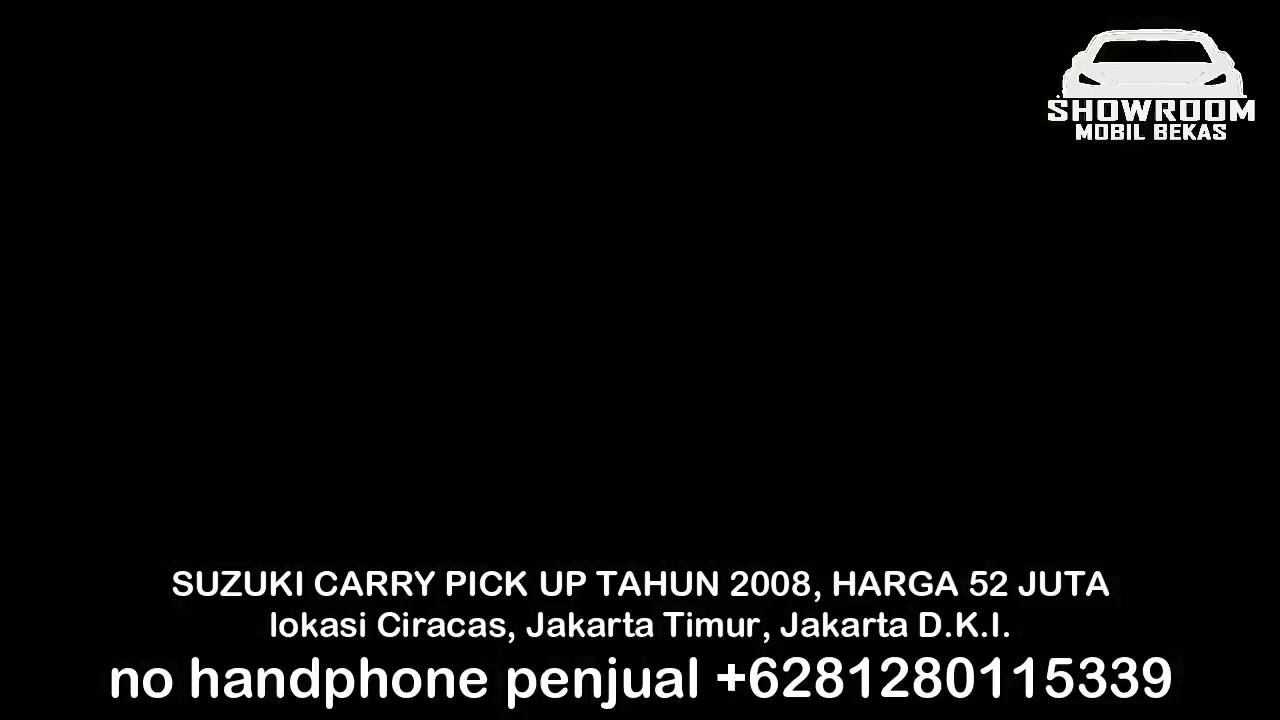 SHOWROOM
MOBIL BEKAS
SUZUKI CARRY PICK UP TAHUN 2008, HARGA 52 JUTA
lokasi Ciracas, Jakarta Timur, Jakarta D.K.I.
no handphone penjual +6281280115339